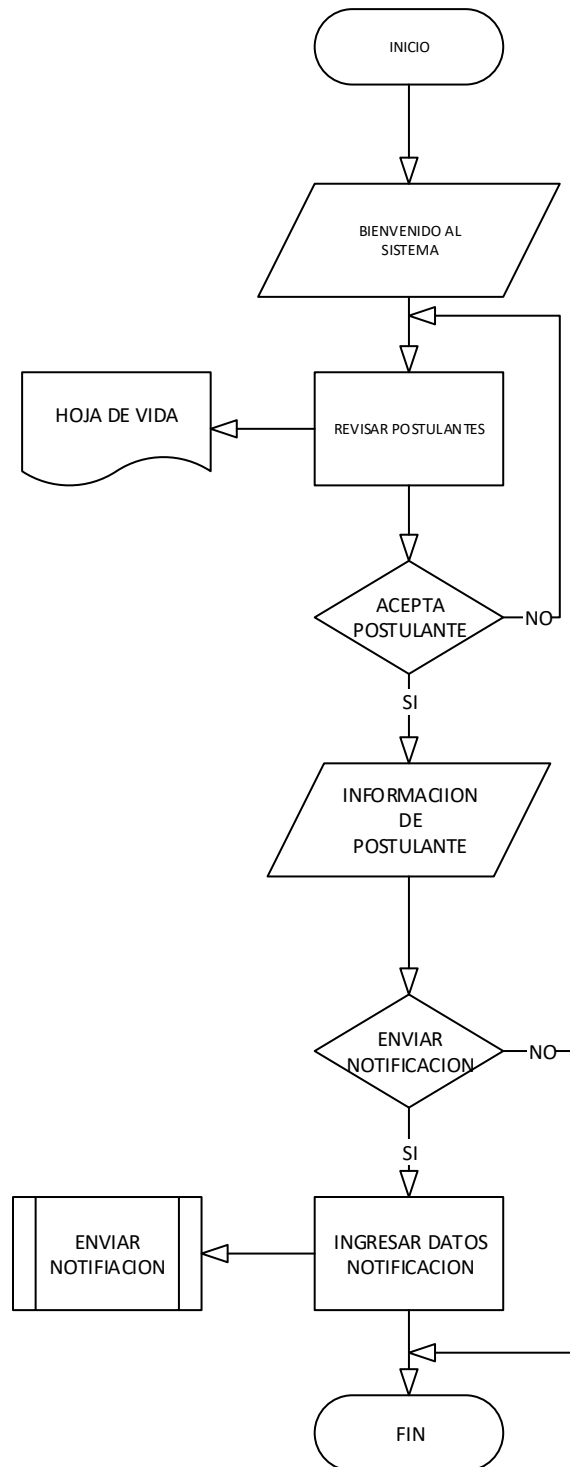 INICIO
BIENVENIDO AL
SISTEMA
HOJA DE VIDA
REVISAR POSTULANTES
ACEPTA
POSTULANTE
NO
SI
INFORMACIION
DE
POSTULANTE
ENVIAR
NOTIFICACION
NO
SI
ENVIAR
NOTIFIACION
INGRESAR DATOS
NOTIFICACION
FIN